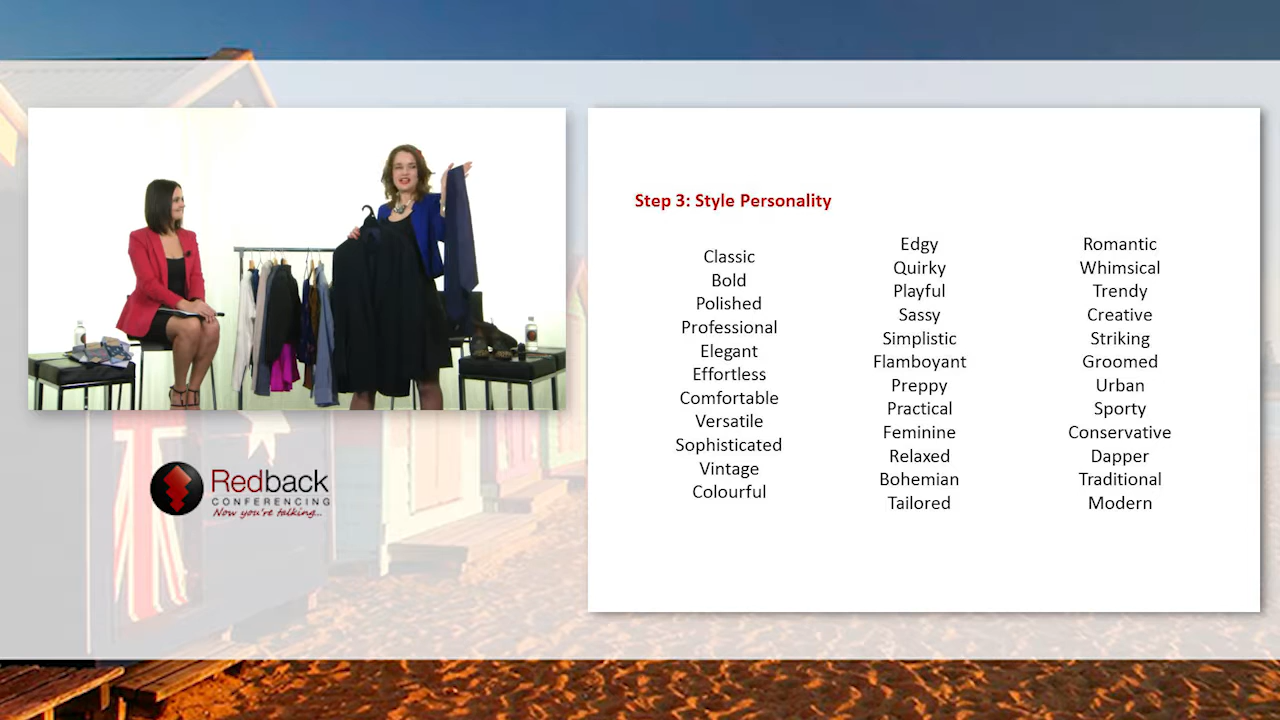 Step 3: Style Personality
Classic
Bold
Polished
Professional
Elegant
Effortless
Comfortable
Versatile
Sophisticated
Vintage
Colourful
Edgy
Quirky
Playful
Sassy
Simplistic
Flamboyant
Preppy
Practical
Feminine
Relaxed
Bohemian
Tailored
Romantic
Whimsical
Trendy
Creative
Striking
Groomed
Urban
Sporty
Conservative
Dapper
Traditional
Modern
Redback
CONFERENCING
Now you're talking...